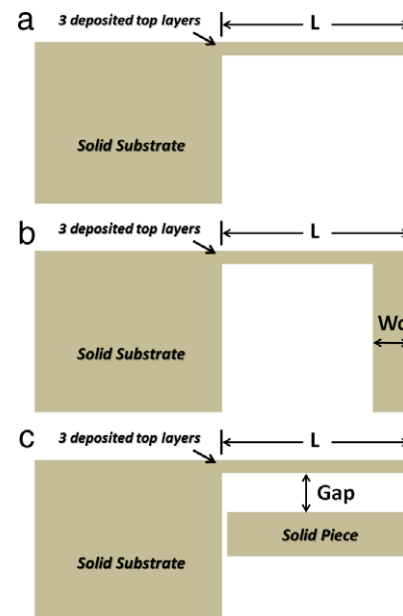 a
3 deposited top layers
L
Solid Substrate
b
3 deposited top layers
L
Solid Substrate
c
3 deposited top layers
L
Gap
Solid Piece
Solid Substrate